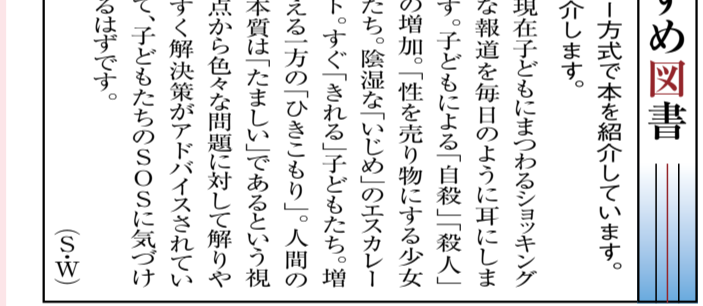 すめ図書
ー方式で本を紹介しています。
介します。
現在子どもにまつわるショッキング
な報道を毎日のように耳にしま
す。子どもによる「自殺」「殺人」
の増加。「性を売り物にする少女
たち。陰湿な「いじめ」のエスカレー
ト。すぐ「きれる」子どもたち。増
える一方の「ひきこもり」。人間の
本質は「たましい」であるという視
点から色々な問題に対して解りや
すく解決策がアドバイスされてい
て、子どもたちのSOSに気づけ
るはずです。
（S・W）